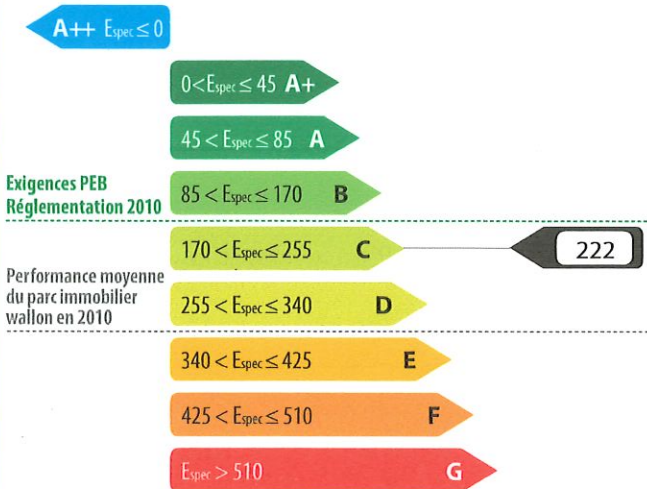 A++ Espec ≤ 0
0 < Espec ≤ 45 A+
45 < Espec ≤ 85 A
Exigences PEB
Réglementation 2010
85 < Espec ≤ 170 B
170 < Espec ≤ 255 C
222
Performance moyenne
du parc immobilier
wallon en 2010
255 < Espec ≤ 340 D
340 < Espec ≤ 425 E
425 < Espec ≤ 510 F
Espec > 510 G